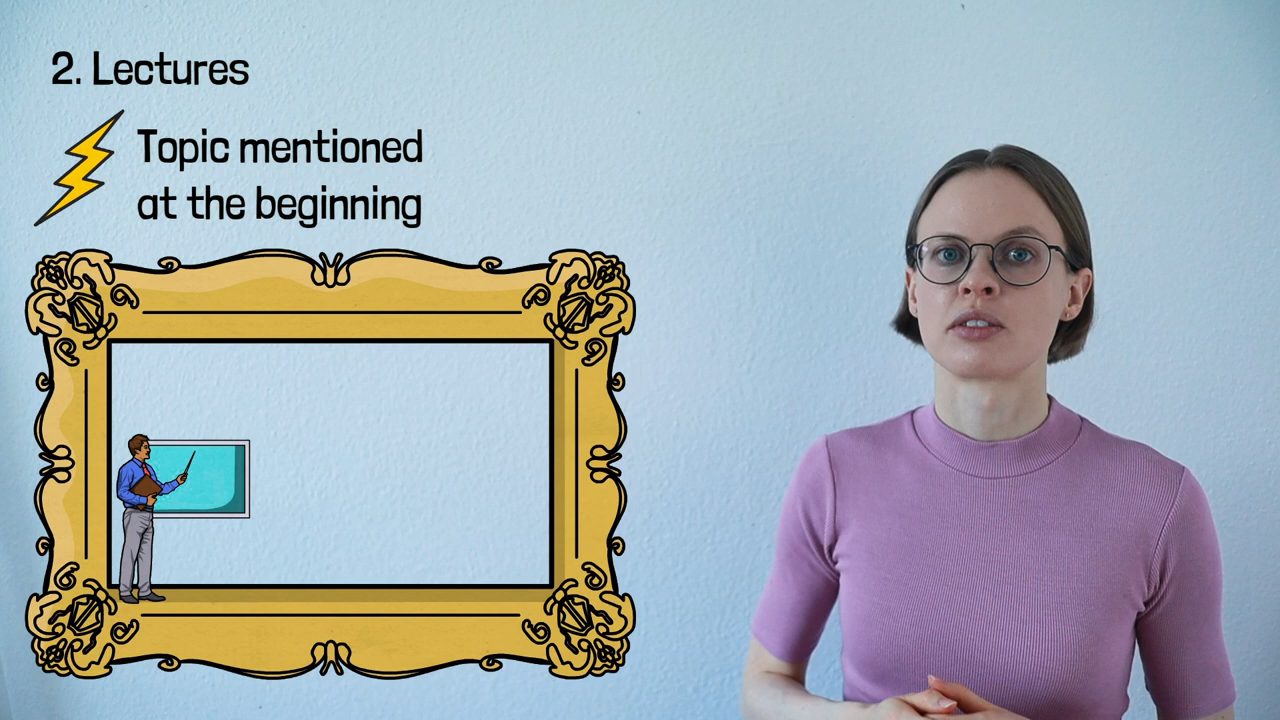 2. Lectures
Topic mentioned
at the beginning